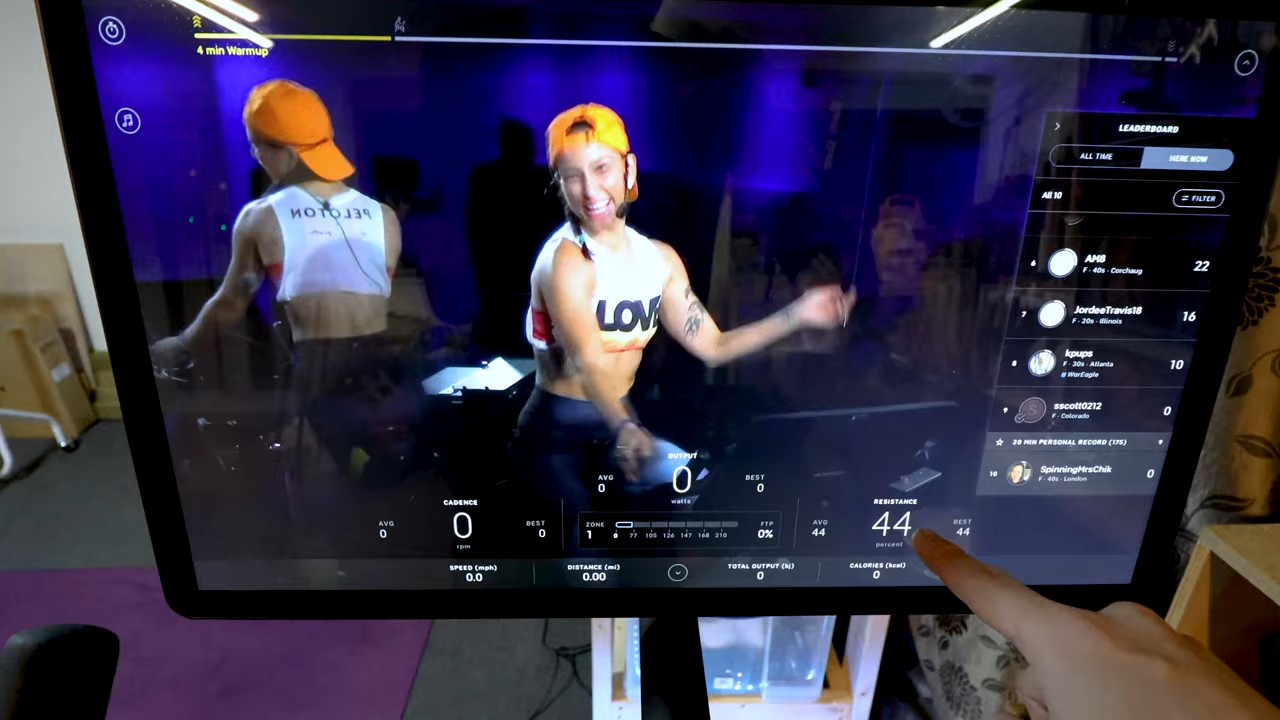 4 min Warmup
LEADERBOARD
ALL TIME
HERE NOW
All 10
FILTER
6
AM8
F · 40s · Corchaug
22
7
JordeeTravis18
F · 20s · Illinois
16
8
kpups
F · 30s · Atlanta
#WarEagle
10
9
S
sscott0212
F · Colorado
0
20 MIN PERSONAL RECORD (175)
9
10
SpinningMrsChik
F · 40s · London
0
PELOTON
LOVE
CADENCE
AVG
0
0
rpm
BEST
0
OUTPUT
AVG
0
0
watts
BEST
0
ZONE
1
0 77 105 126 147 168 210
FTP
0%
RESISTANCE
AVG
44
44
percent
BEST
44
SPEED (mph)
0.0
DISTANCE (mi)
0.00
TOTAL OUTPUT (kj)
0
CALORIES (kcal)
0